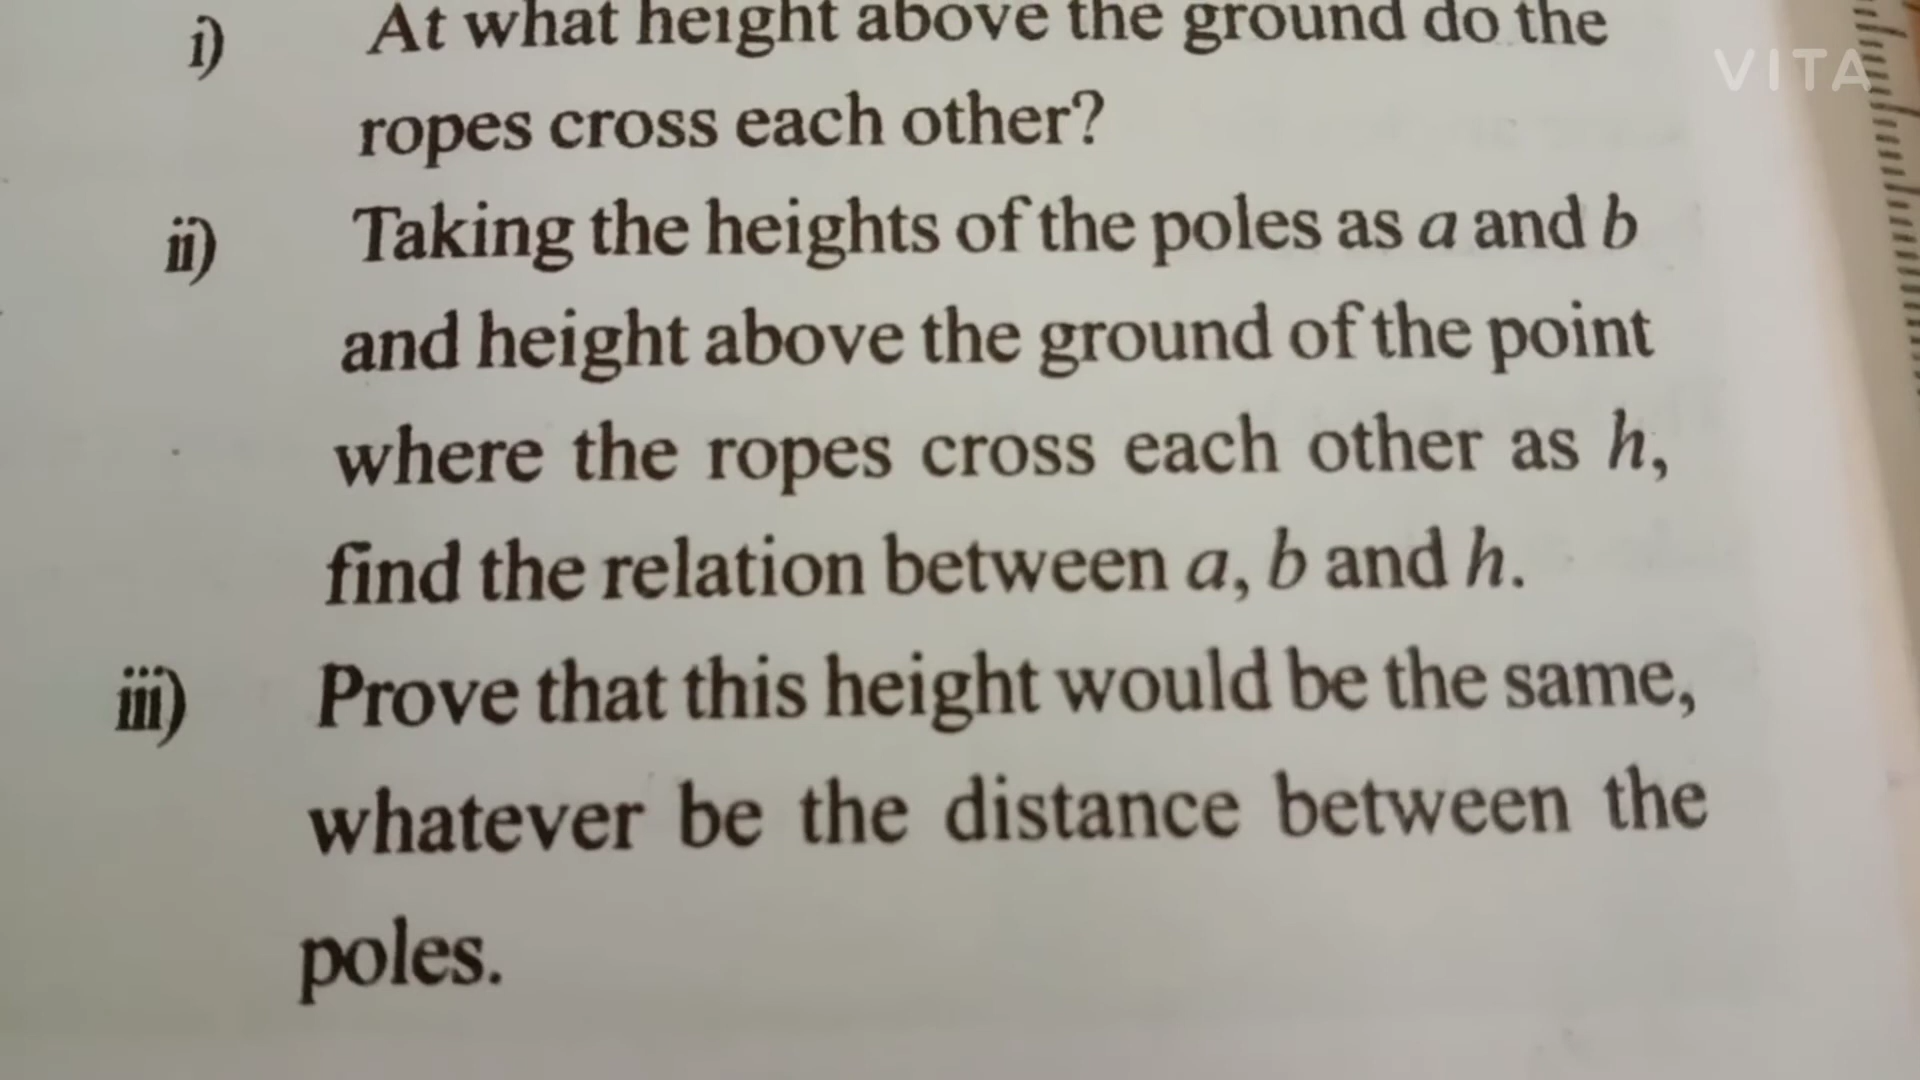 i) At what height above the ground do the
ropes cross each other?
ii) Taking the heights of the poles as a and b
and height above the ground of the point
where the ropes cross each other as h,
find the relation between a, b and h.
iii) Prove that this height would be the same,
whatever be the distance between the
poles.
VITA